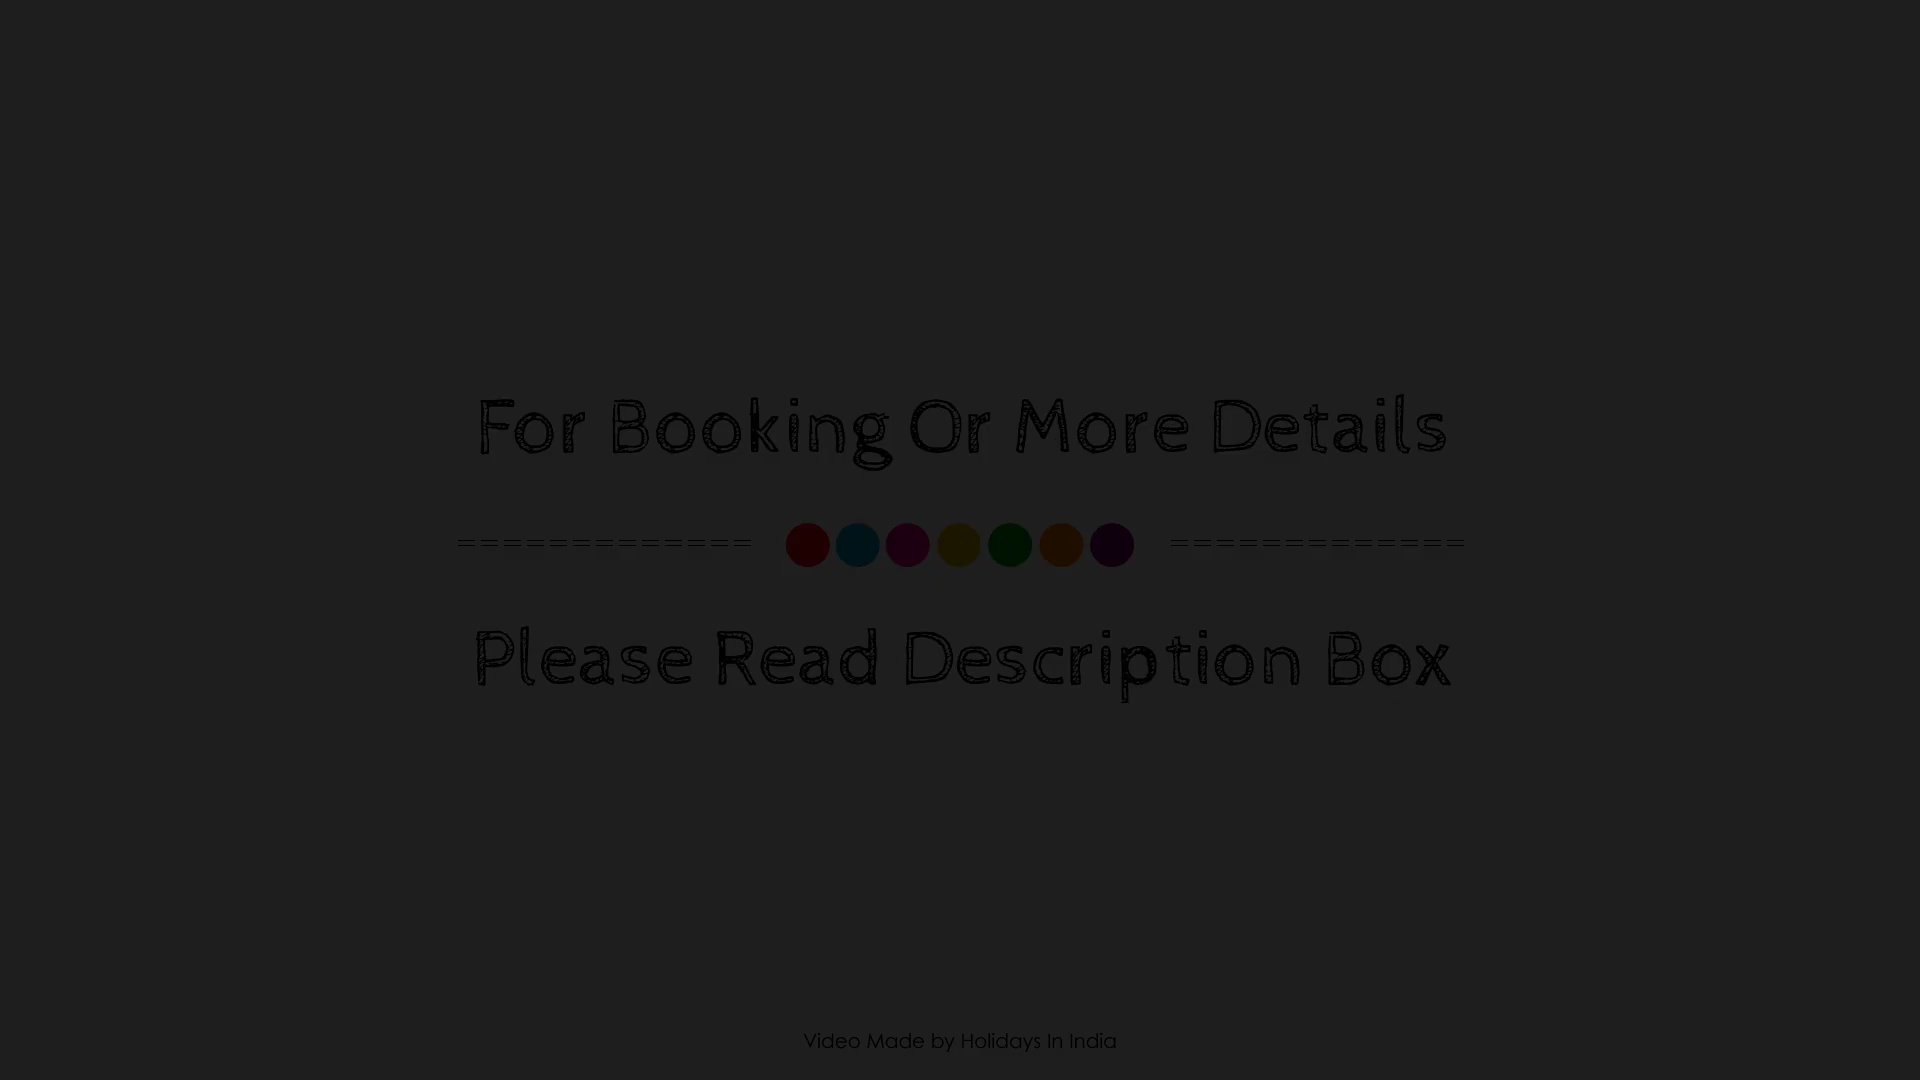 For Booking Or More Details
============= =============
Please Read Description Box
Video Made by Holidays In India